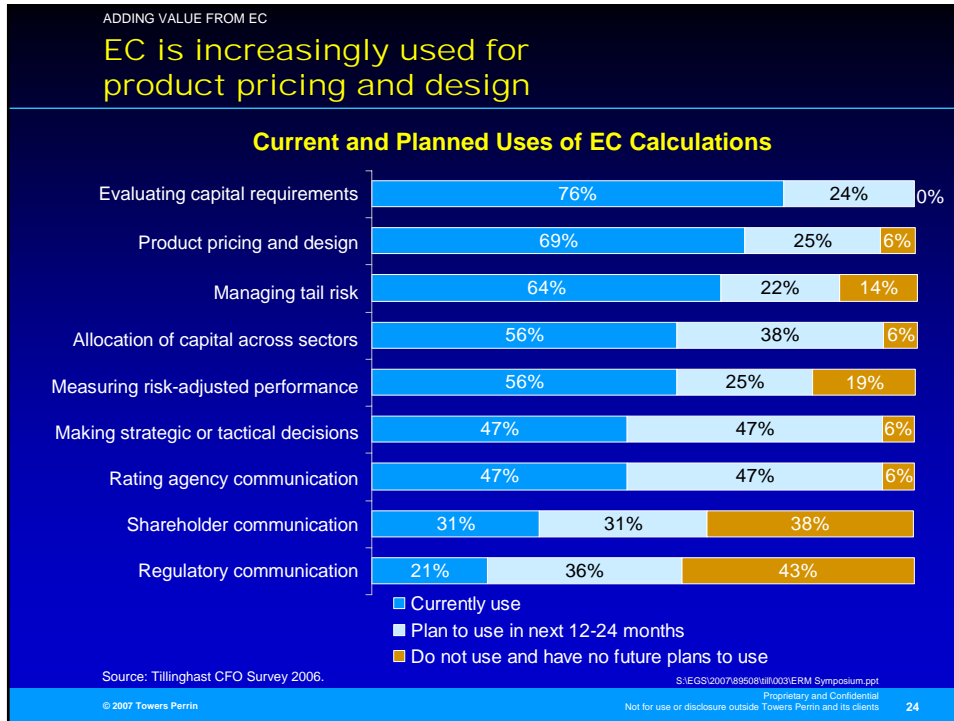 ADDING VALUE FROM EC
EC is increasingly used for
product pricing and design
Current and Planned Uses of EC Calculations
Evaluating capital requirements 76% 24% 0%
Product pricing and design 69% 25% 6%
Managing tail risk 64% 22% 14%
Allocation of capital across sectors 56% 38% 6%
Measuring risk-adjusted performance 56% 25% 19%
Making strategic or tactical decisions 47% 47% 6%
Rating agency communication 47% 47% 6%
Shareholder communication 31% 31% 38%
Regulatory communication 21% 36% 43%
Currently use
Plan to use in next 12-24 months
Do not use and have no future plans to use
Source: Tillinghast CFO Survey 2006.
S:\EGS\2007\89508\till\003\ERM Symposium.ppt
© 2007 Towers Perrin
Proprietary and Confidential
Not for use or disclosure outside Towers Perrin and its clients
24